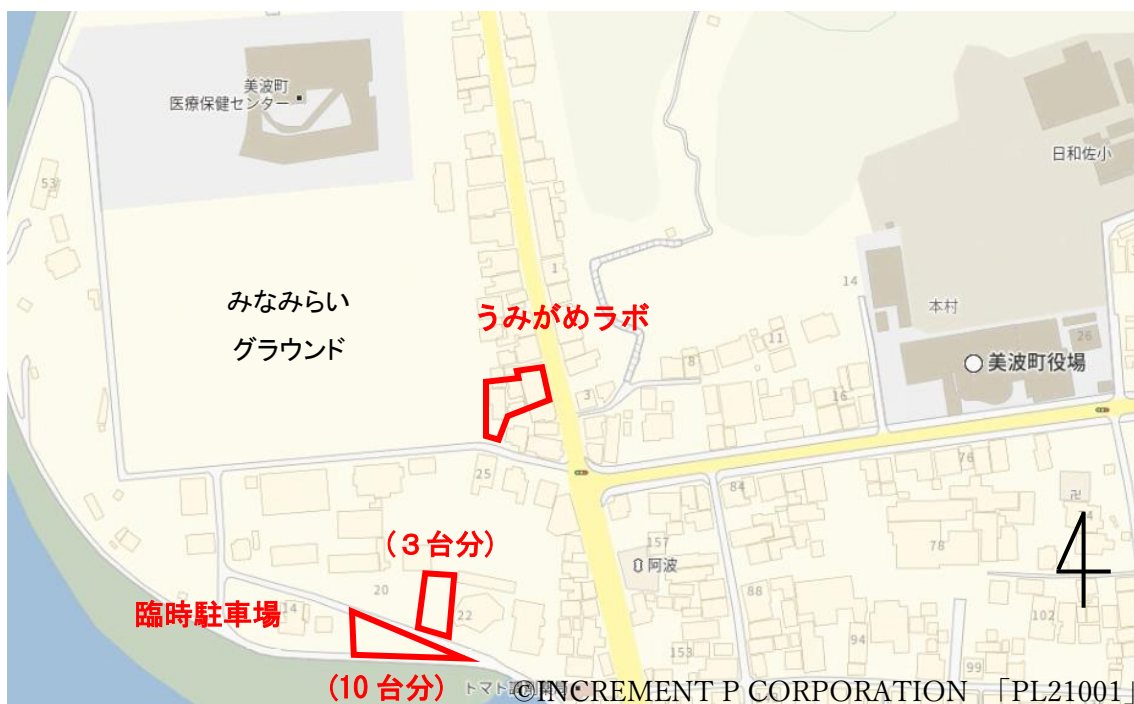 美波町
医療保健センター
日和佐小
53
みなみらい
グラウンド
1
14
本村
うみがめラボ
26
美波町役場
11
8
3
16
25
76
84
卍
(3台分)
157
阿波
78
20
臨時駐車場
14
22
88
102
94
153
99
(10台分)
©INCREMENT P CORPORATION 「PL21001」